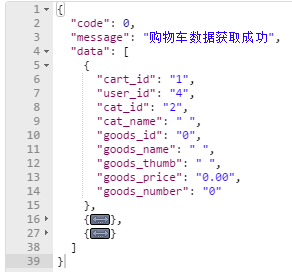 1 {
2 "code": 0,
3 "message": "购物车数据获取成功",
4 "data": [
5 {
6 "cart_id": "1",
7 "user_id": "4",
8 "cat_id": "2",
9 "cat_name": " ",
10 "goods_id": "0",
11 "goods_name": " ",
12 "goods_thumb": " ",
13 "goods_price": "0.00",
14 "goods_number": "0"
15 },
16 {},
27 {}
38 ]
39 }